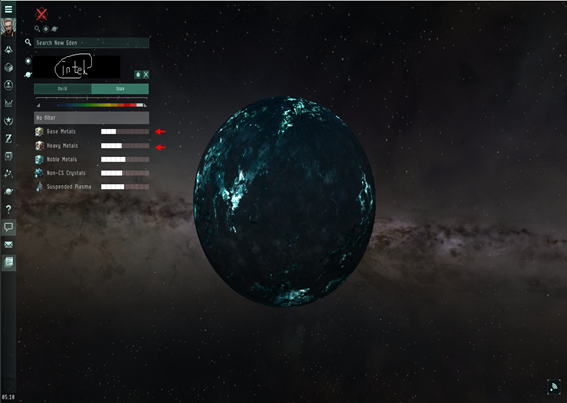 Search New Eden
intel
Build
Scan
No filter
Base Metals
Heavy Metals
Noble Metals
Non-CS Crystals
Suspended Plasma
05:18